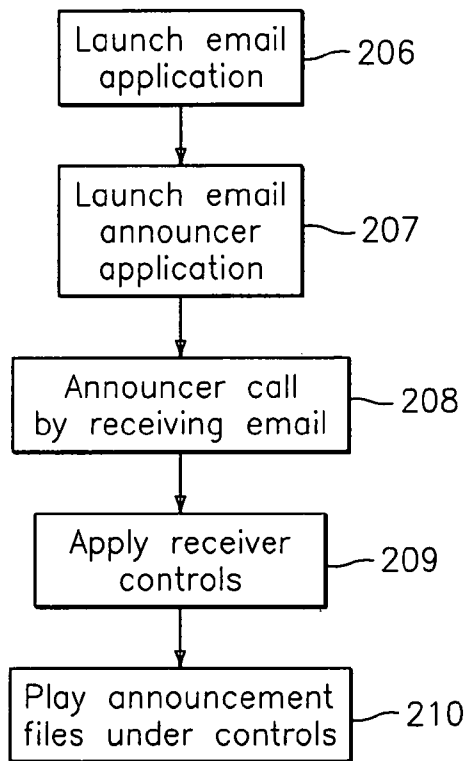 Launch email
application
206
Launch email
announcer
application
207
Announcer call
by receiving email
208
Apply receiver
controls
209
Play announcement
files under controls
210